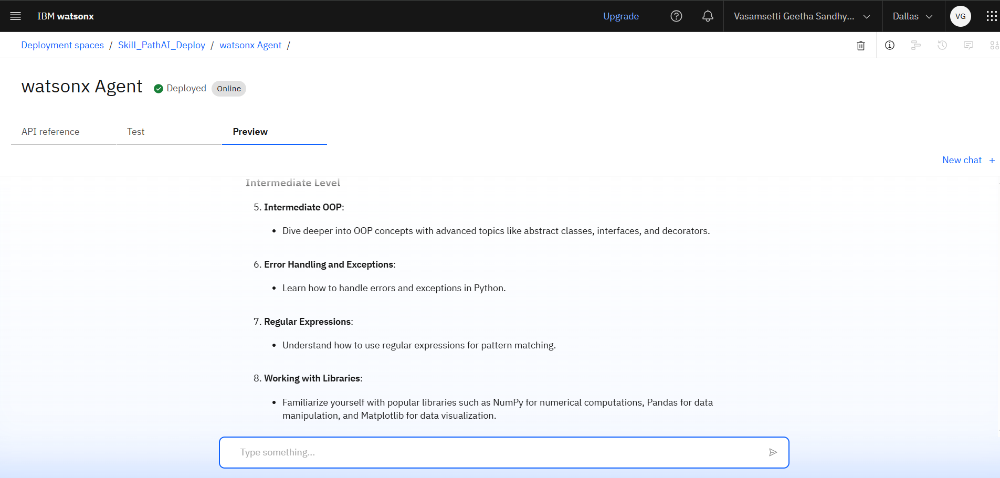 IBM watsonx
Upgrade
Vasamsetti Geetha Sandhy...
Dallas
VG
Deployment spaces / Skill_PathAI_Deploy / watsonx Agent /
watsonx Agent
Deployed
Online
API reference
Test
Preview
New chat +
Intermediate Level
5. Intermediate OOP:
• Dive deeper into OOP concepts with advanced topics like abstract classes, interfaces, and decorators.
6. Error Handling and Exceptions:
• Learn how to handle errors and exceptions in Python.
7. Regular Expressions:
• Understand how to use regular expressions for pattern matching.
8. Working with Libraries:
• Familiarize yourself with popular libraries such as NumPy for numerical computations, Pandas for data
manipulation, and Matplotlib for data visualization.
Type something...